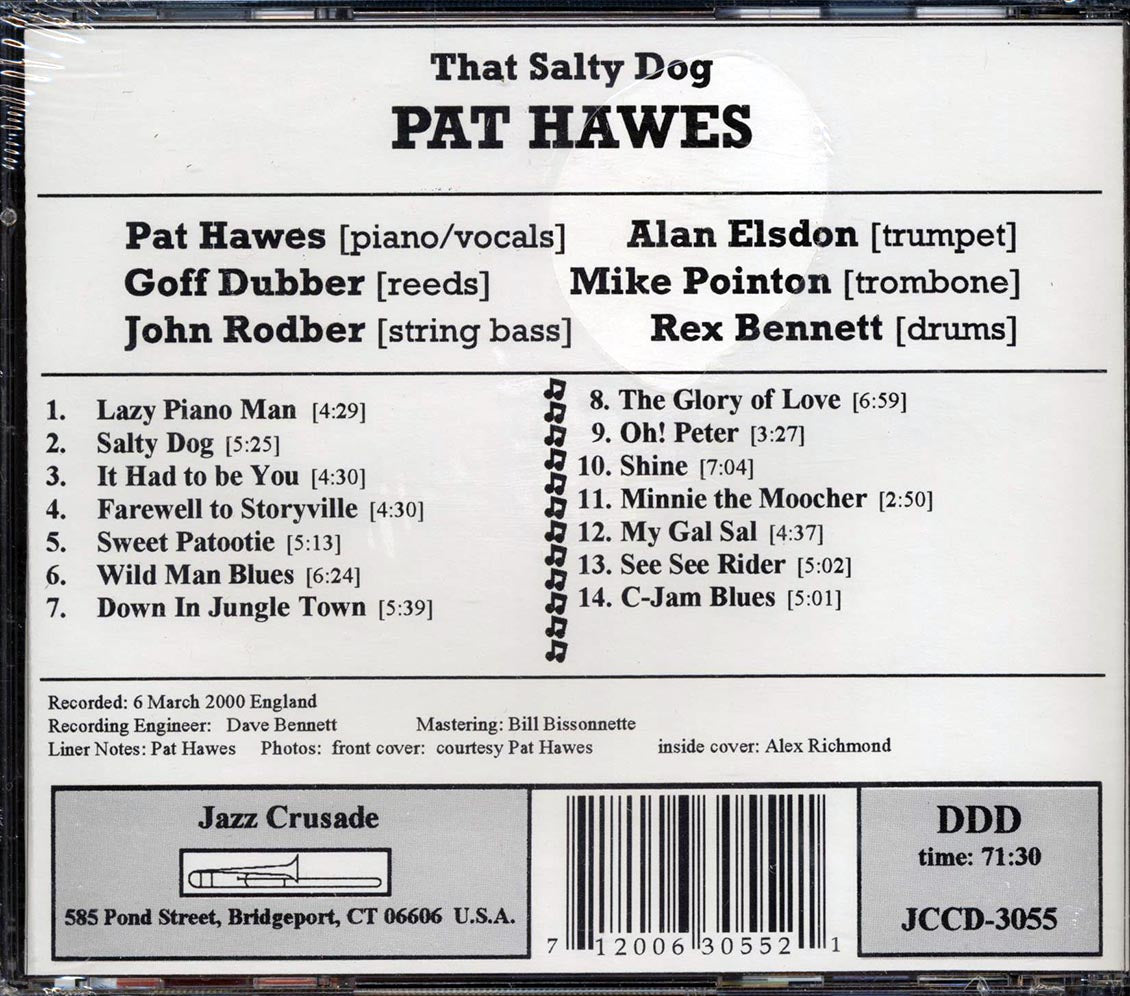 That Salty Dog
PAT HAWES
Pat Hawes [piano/vocals]
Goff Dubber [reeds]
John Rodber [string bass]
Alan Elsdon [trumpet]
Mike Pointon [trombone]
Rex Bennett [drums]
1. Lazy Piano Man [4:29]
2. Salty Dog [5:25]
3. It Had to be You [4:30]
4. Farewell to Storyville [4:30]
5. Sweet Patootie [5:13]
6. Wild Man Blues [6:24]
7. Down In Jungle Town [5:39]
8. The Glory of Love [6:59]
9. Oh! Peter [3:27]
10. Shine [7:04]
11. Minnie the Moocher [2:50]
12. My Gal Sal [4:37]
13. See See Rider [5:02]
14. C-Jam Blues [5:01]
Recorded: 6 March 2000 England
Recording Engineer: Dave Bennett Mastering: Bill Bissonnette
Liner Notes: Pat Hawes Photos: front cover: courtesy Pat Hawes inside cover: Alex Richmond
Jazz Crusade
585 Pond Street, Bridgeport, CT 06606 U.S.A.
7 12006 30552 1
DDD
time: 71:30
JCCD-3055